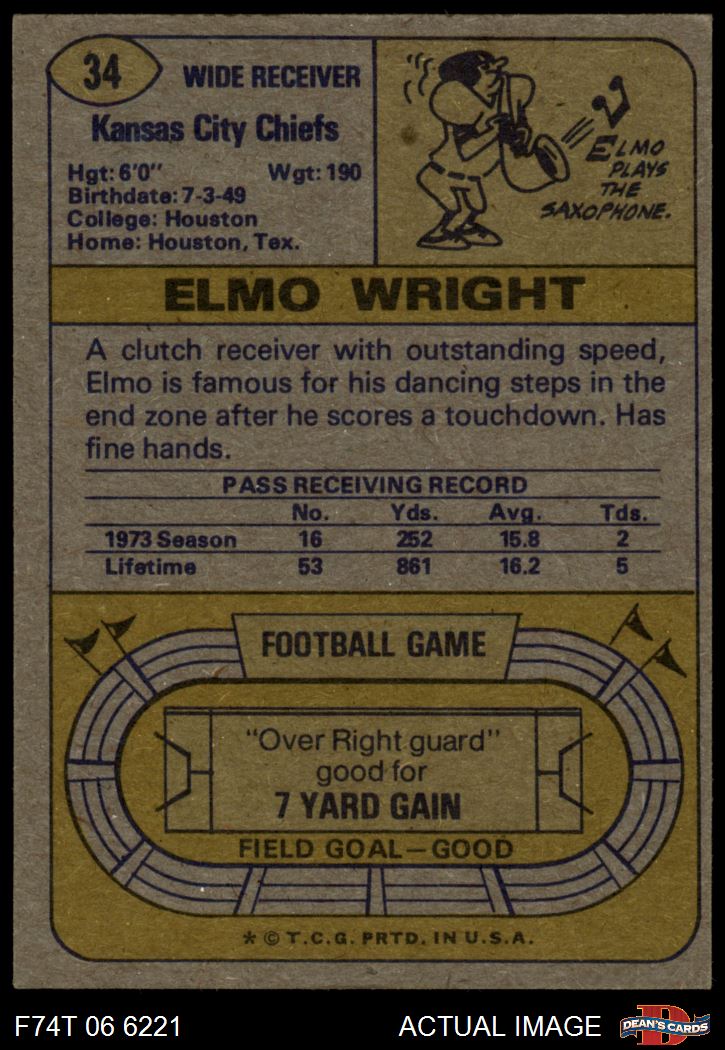 34
WIDE RECEIVER
Kansas City Chiefs
Hgt: 6'0" Wgt: 190
Birthdate: 7-3-49
College: Houston
Home: Houston, Tex.
ELMO
PLAYS
THE
SAXOPHONE.
ELMO WRIGHT
A clutch receiver with outstanding speed,
Elmo is famous for his dancing steps in the
end zone after he scores a touchdown. Has
fine hands.
PASS RECEIVING RECORD
No. Yds. Avg. Tds.
1973 Season 16 252 15.8 2
Lifetime 53 861 16.2 5
FOOTBALL GAME
"Over Right guard"
good for
7 YARD GAIN
FIELD GOAL—GOOD
* © T.C.G. PRTD. IN U.S.A.
F74T 06 6221 ACTUAL IMAGE
D
DEAN'S CARDS